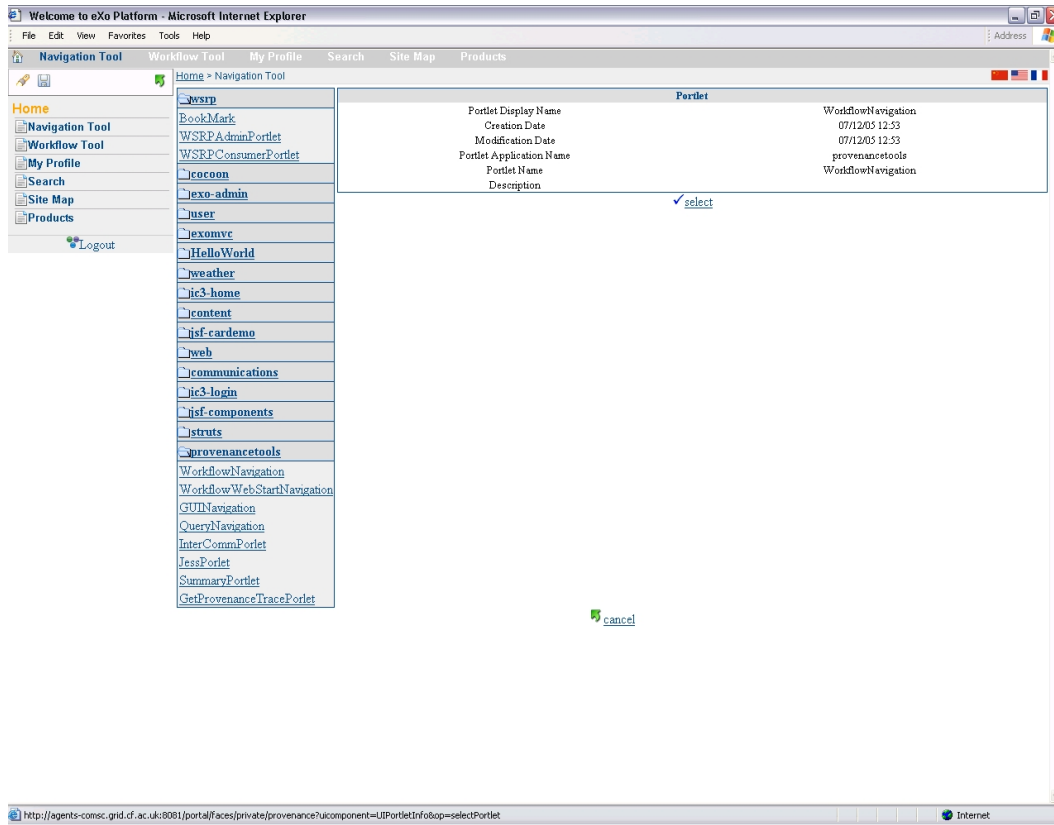 Welcome to eXo Platform - Microsoft Internet Explorer
File Edit View Favorites Tools Help
Address
Navigation Tool Workflow Tool My Profile Search Site Map Products
Home > Navigation Tool
Home
Navigation Tool
Workflow Tool
My Profile
Search
Site Map
Products
Logout
wsrp
BookMark
WSRPAdminPortlet
WSRPConsumerPortlet
cocoon
exo-admin
user
exomvc
HelloWorld
weather
ic3-home
content
jsf-cardemo
web
communications
ic3-login
jsf-components
struts
provenancetools
WorkflowNavigation
WorkflowWebStartNavigation
GUINavigation
QueryNavigation
InterCommPorlet
JessPorlet
SummaryPortlet
GetProvenanceTracePorlet
Portlet
Portlet Display Name WorkflowNavigation
Creation Date 07/12/05 12:53
Modification Date 07/12/05 12:53
Portlet Application Name provenancetools
Portlet Name WorkflowNavigation
Description
select
cancel
http://agents-comsc.grid.cf.ac.uk:8081/portal/faces/private/provenance?uicomponent=UIPortletInfo&op=selectPortlet
Internet